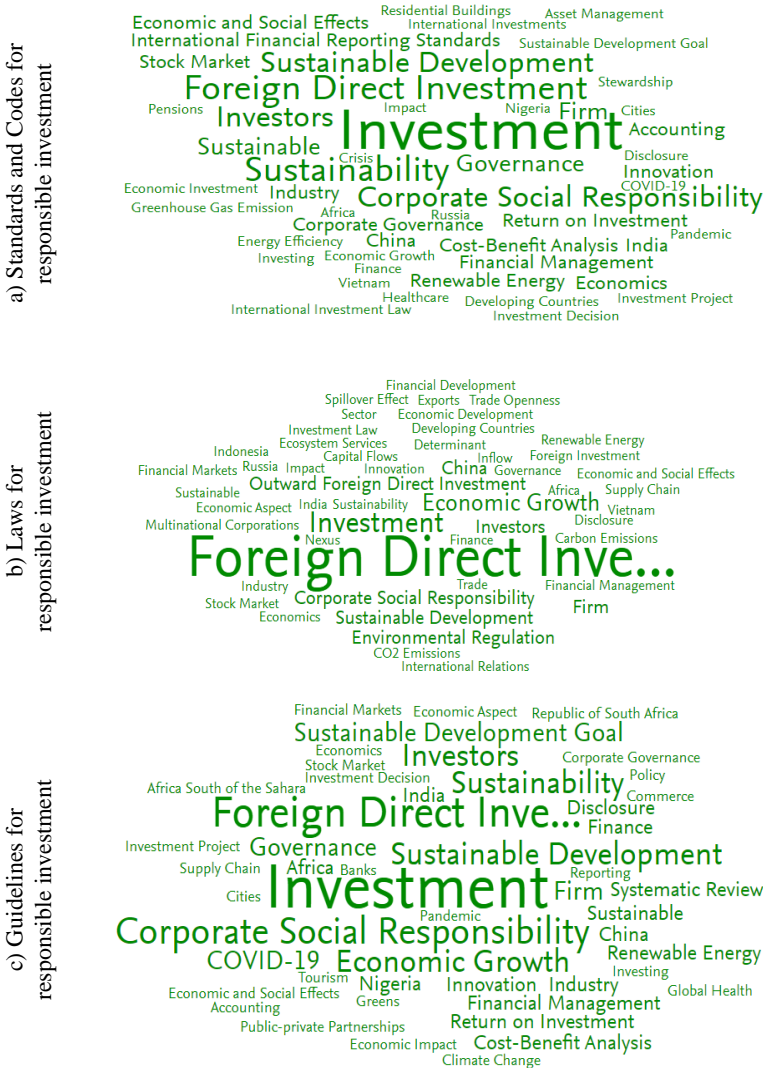 a) Standards and Codes for
responsible investment
Residential Buildings
Asset Management
Economic and Social Effects
International Investments
International Financial Reporting Standards
Sustainable Development Goal
Stock Market
Sustainable Development
Foreign Direct Investment
Stewardship
Pensions
Investors
Impact
Nigeria
Firm
Cities
Investment
Accounting
Sustainable
Crisis
Sustainability
Governance
Disclosure
Innovation
Economic Investment
Industry
Corporate Social Responsibility
COVID-19
Greenhouse Gas Emission
Africa
Russia
Corporate Governance
Return on Investment
Energy Efficiency
China
Cost-Benefit Analysis
India
Pandemic
Investing
Economic Growth
Financial Management
Finance
Vietnam
Renewable Energy
Economics
Healthcare
Developing Countries
Investment Project
International Investment Law
Investment Decision
b) Laws for
responsible investment
Financial Development
Spillover Effect
Exports
Trade Openness
Sector
Economic Development
Investment Law
Developing Countries
Ecosystem Services
Determinant
Renewable Energy
Indonesia
Capital Flows
Inflow
Foreign Investment
Financial Markets
Russia
Impact
Innovation
China
Governance
Economic and Social Effects
Outward Foreign Direct Investment
Sustainable
Africa
Supply Chain
Economic Aspect
India
Sustainability
Economic Growth
Vietnam
Multinational Corporations
Investment
Investors
Disclosure
Nexus
Finance
Carbon Emissions
Foreign Direct Inve...
Industry
Trade
Financial Management
Stock Market
Corporate Social Responsibility
Firm
Economics
Sustainable Development
Environmental Regulation
CO2 Emissions
International Relations
c) Guidelines for
responsible investment
Financial Markets
Economic Aspect
Republic of South Africa
Sustainable Development Goal
Economics
Investors
Corporate Governance
Stock Market
Investment Decision
Sustainability
Policy
Africa South of the Sahara
India
Commerce
Foreign Direct Inve...
Disclosure
Finance
Investment Project
Governance
Sustainable Development
Supply Chain
Africa
Banks
Reporting
Cities
Investment
Firm
Systematic Review
Pandemic
Sustainable
Corporate Social Responsibility
China
COVID-19
Economic Growth
Renewable Energy
Tourism
Investing
Economic and Social Effects
Nigeria
Innovation
Industry
Global Health
Accounting
Greens
Financial Management
Public-private Partnerships
Return on Investment
Economic Impact
Cost-Benefit Analysis
Climate Change